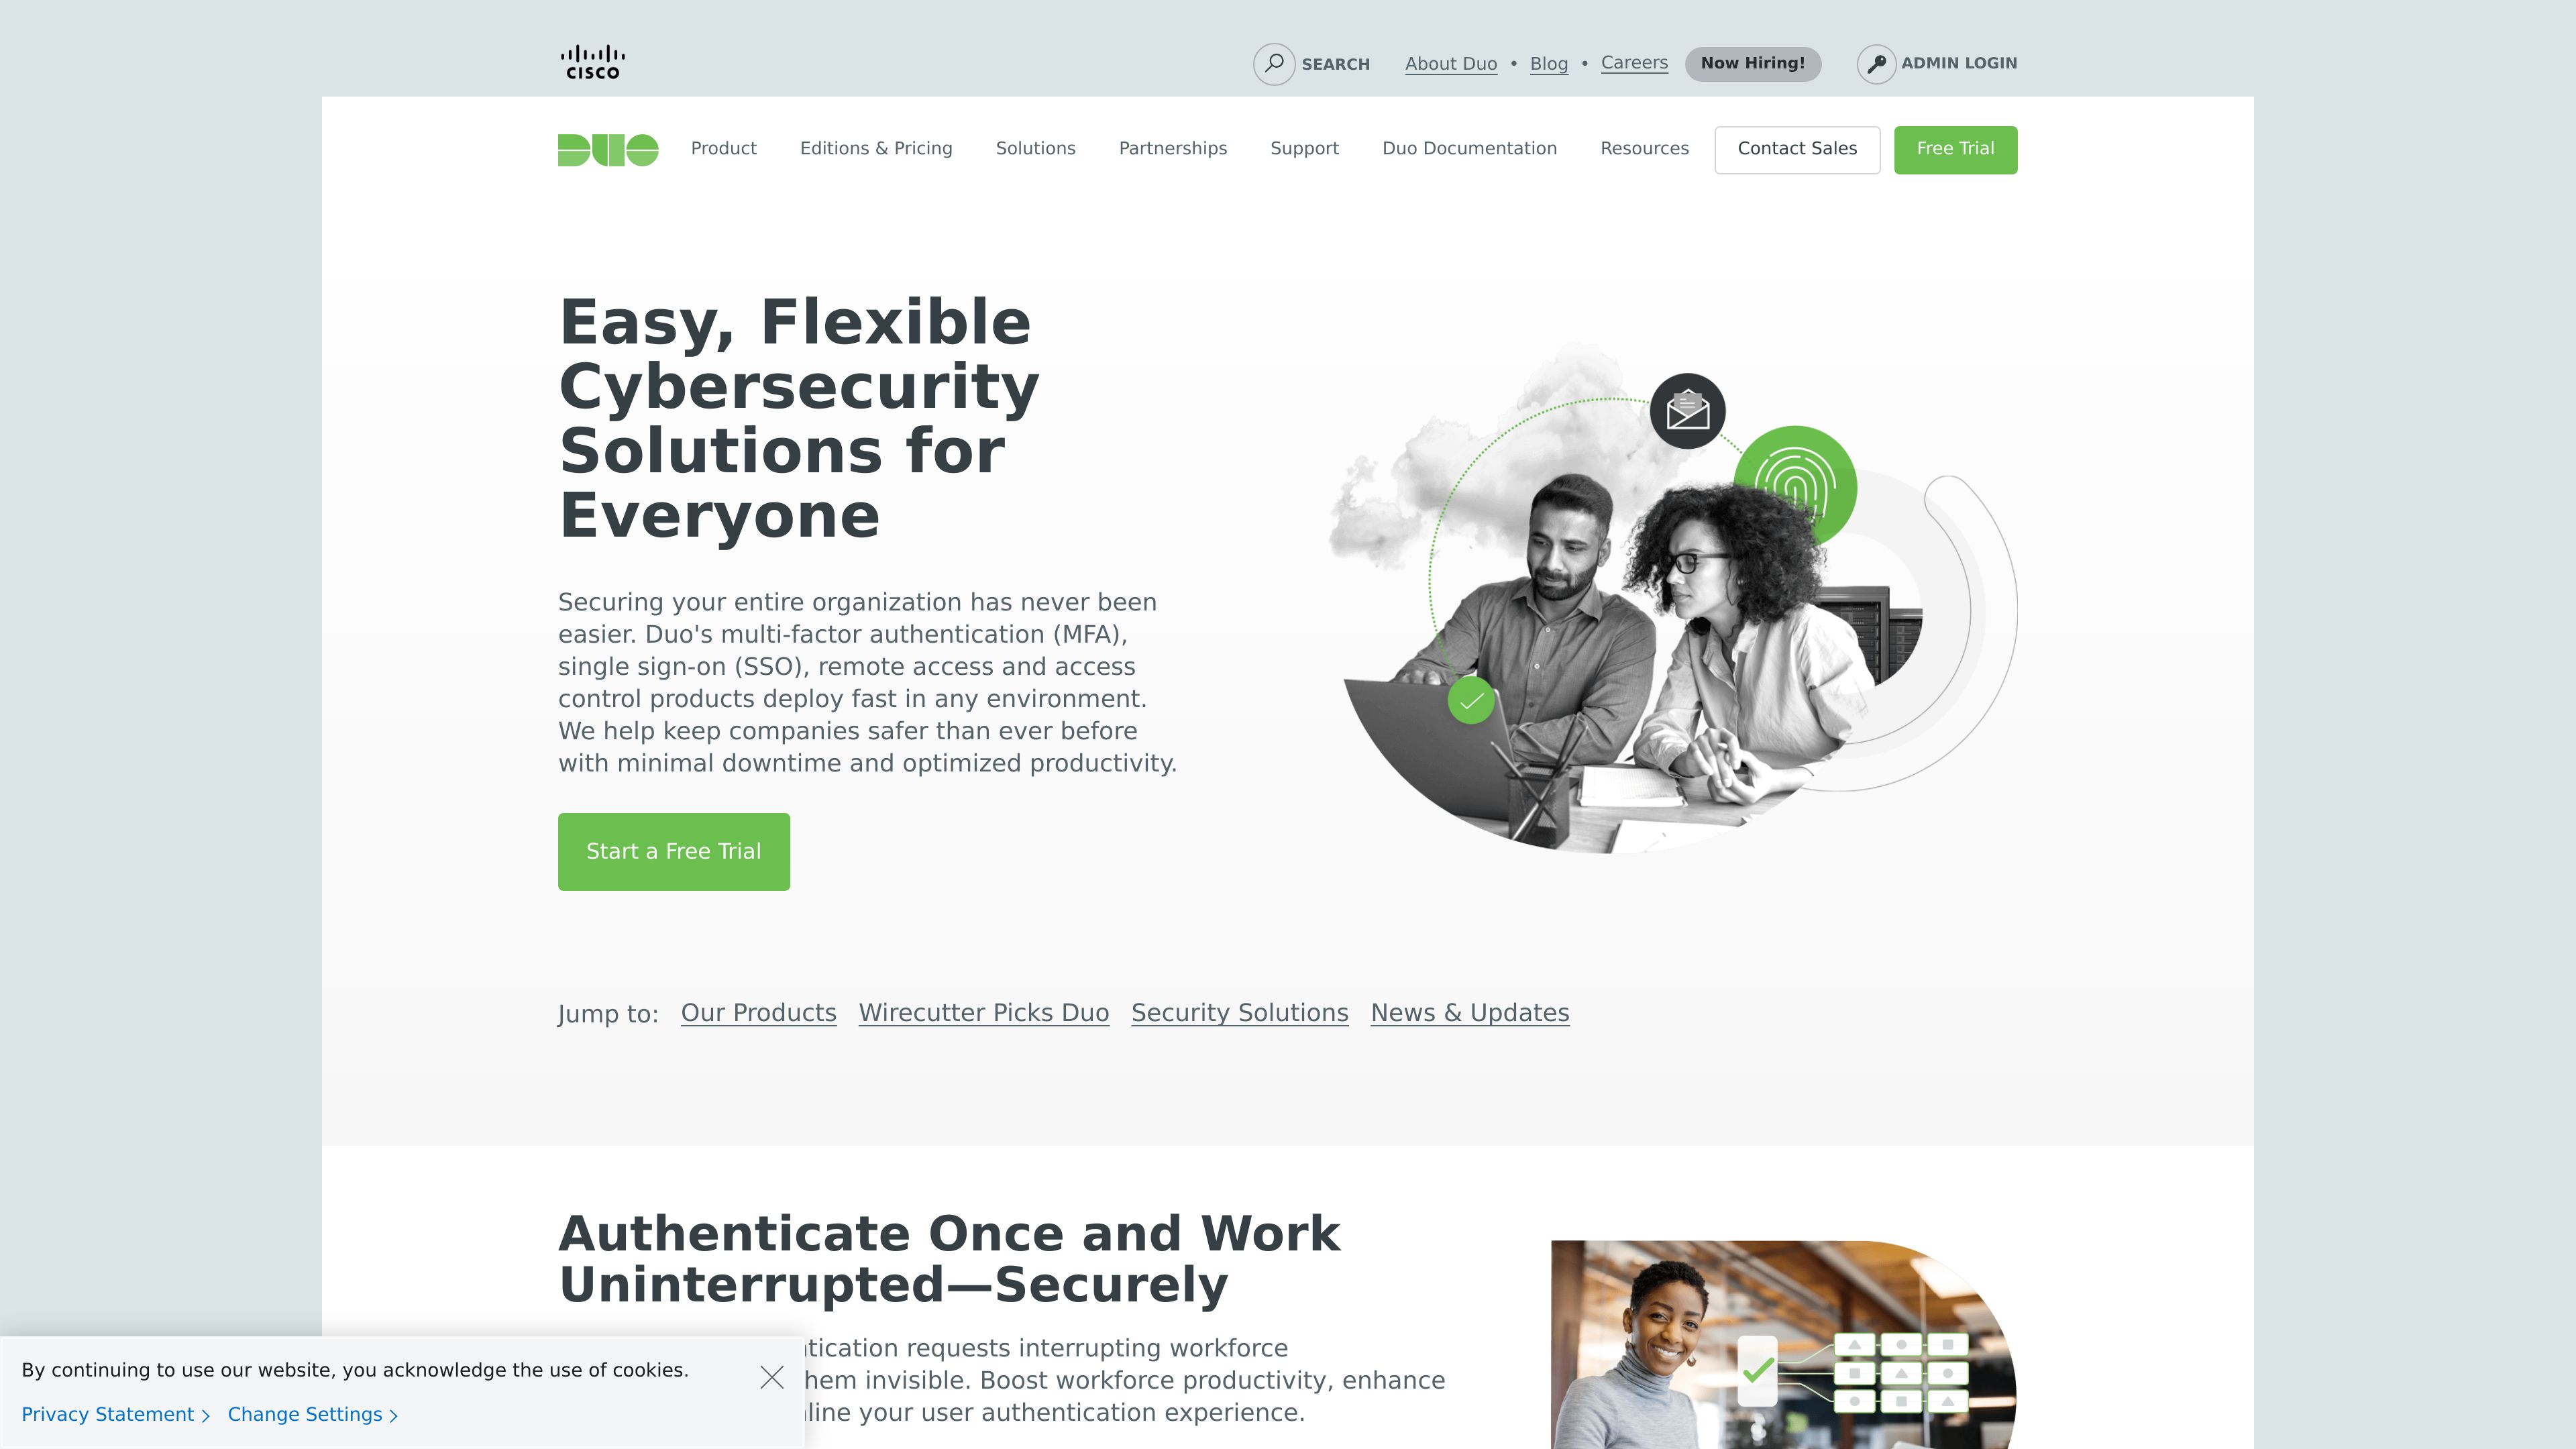 CISCO
SEARCH
About Duo • Blog • Careers
Now Hiring!
ADMIN LOGIN
DUO
Product
Editions & Pricing
Solutions
Partnerships
Support
Duo Documentation
Resources
Contact Sales
Free Trial
Easy, Flexible
Cybersecurity
Solutions for
Everyone
Securing your entire organization has never been
easier. Duo's multi-factor authentication (MFA),
single sign-on (SSO), remote access and access
control products deploy fast in any environment.
We help keep companies safer than ever before
with minimal downtime and optimized productivity.
Start a Free Trial
Jump to: Our Products Wirecutter Picks Duo Security Solutions News & Updates
Authenticate Once and Work
Uninterrupted—Securely
requests interrupting workforce
invisible. Boost workforce productivity, enhance
your user authentication experience.
By continuing to use our website, you acknowledge the use of cookies.
Privacy Statement
Change Settings